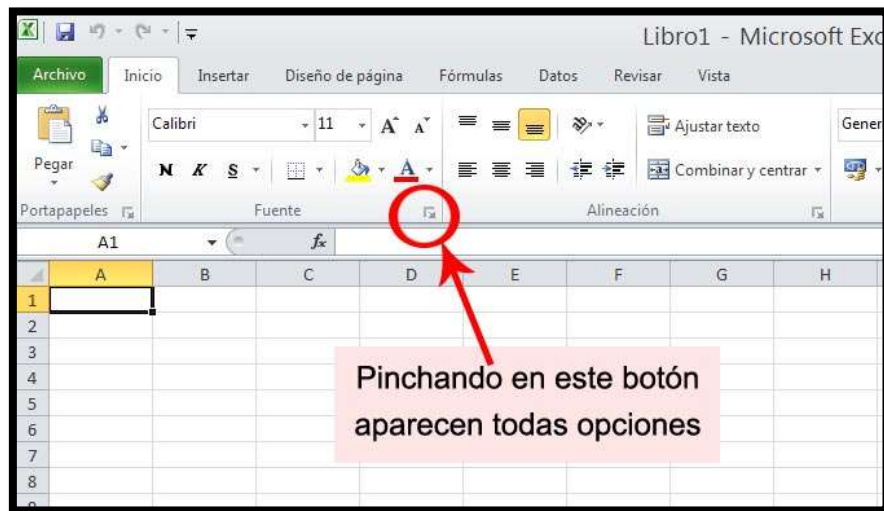 Libro1 - Microsoft Exc
Archivo Inicio Insertar Diseño de página Fórmulas Datos Revisar Vista
Calibri 11 A A Ajustar texto Gener
Pegar N K S A Combinar y centrar
Portapapeles Fuente Alineación
A1 fx
A B C D E F G H
1
2
3
4
5
6
7
8
Pinchando en este botón
aparecen todas opciones